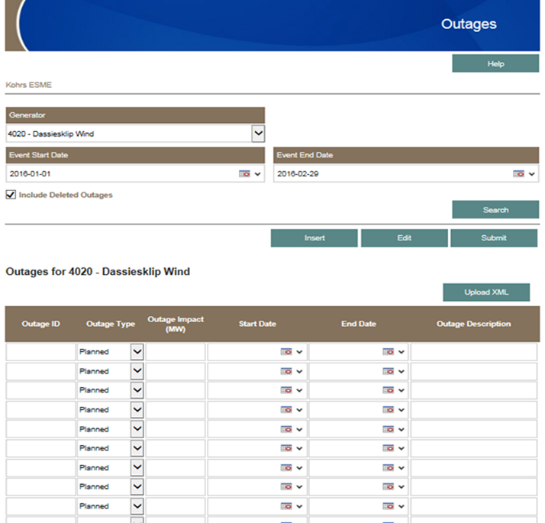 Outages
Help
Kohrs ESME
Generator
4020 - Dassiesklip Wind
Event Start Date Event End Date
2016-01-01 2016-02-29
Include Deleted Outages
Search
Insert Edit Submit
Outages for 4020 - Dassiesklip Wind
Upload XML
Outage ID Outage Type Outage Impact (MW) Start Date End Date Outage Description
Planned
Planned
Planned
Planned
Planned
Planned
Planned
Planned
Planned